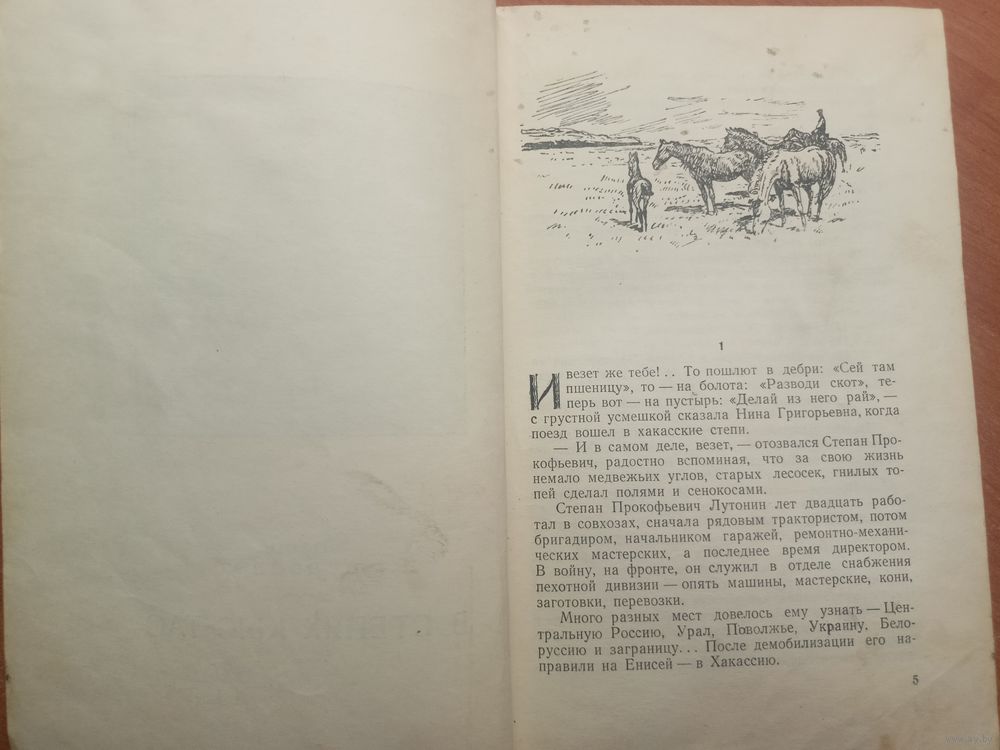 1
И везет же тебе!.. То пошлют в дебри: «Сей там
пшеницу», то — на болота: «Разводи скот», те-
перь вот — на пустырь: «Делай из него рай», —
с грустной усмешкой сказала Нина Григорьевна, когда
поезд вошел в хакасские степи.
— И в самом деле, везет, — отозвался Степан Про-
кофьевич, радостно вспоминая, что за свою жизнь
немало медвежьих углов, старых лесосек, гнилых то-
пей сделал полями и сенокосами.
Степан Прокофьевич Лутонин лет двадцать рабо-
тал в совхозах, сначала рядовым трактористом, потом
бригадиром, начальником гаражей, ремонтно-механи-
ческих мастерских, а последнее время директором.
В войну, на фронте, он служил в отделе снабжения
пехотной дивизии — опять машины, мастерские, кони,
заготовки, перевозки.
Много разных мест довелось ему узнать — Цен-
тральную Россию, Урал, Поволжье, Украину, Бело-
руссию и заграницу... После демобилизации его на-
правили на Енисей — в Хакассию.
5
www.ay.by